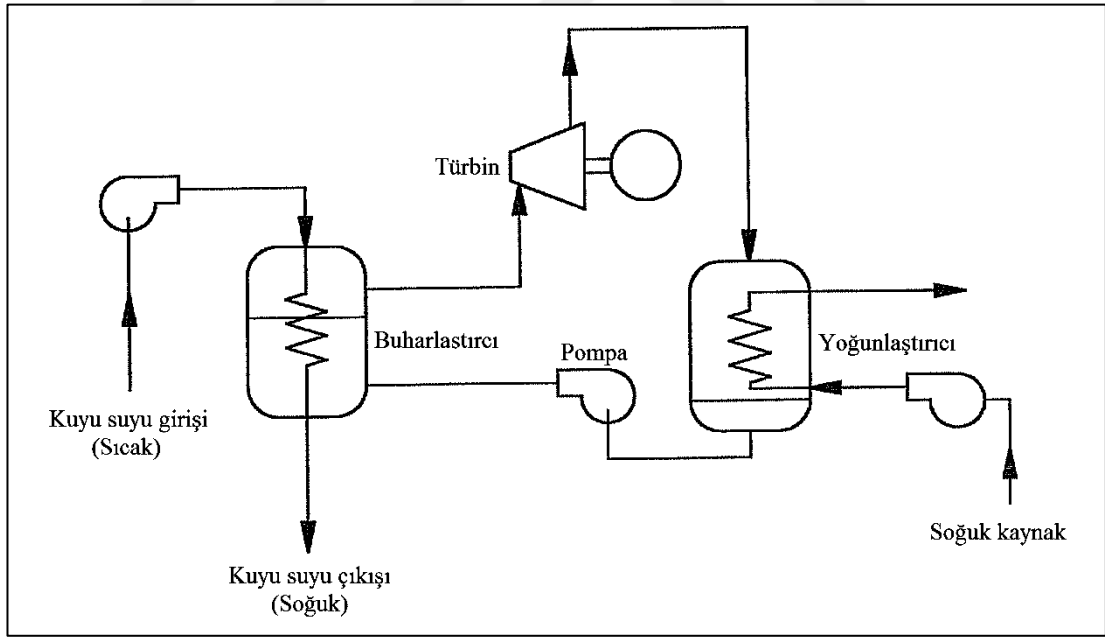 Türbin
Buharlastırcı
Pompa
Yoğunlaştırıcı
Kuyu suyu girişi
(Sıcak)
Soğuk kaynak
Kuyu suyu çıkışı
(Soğuk)